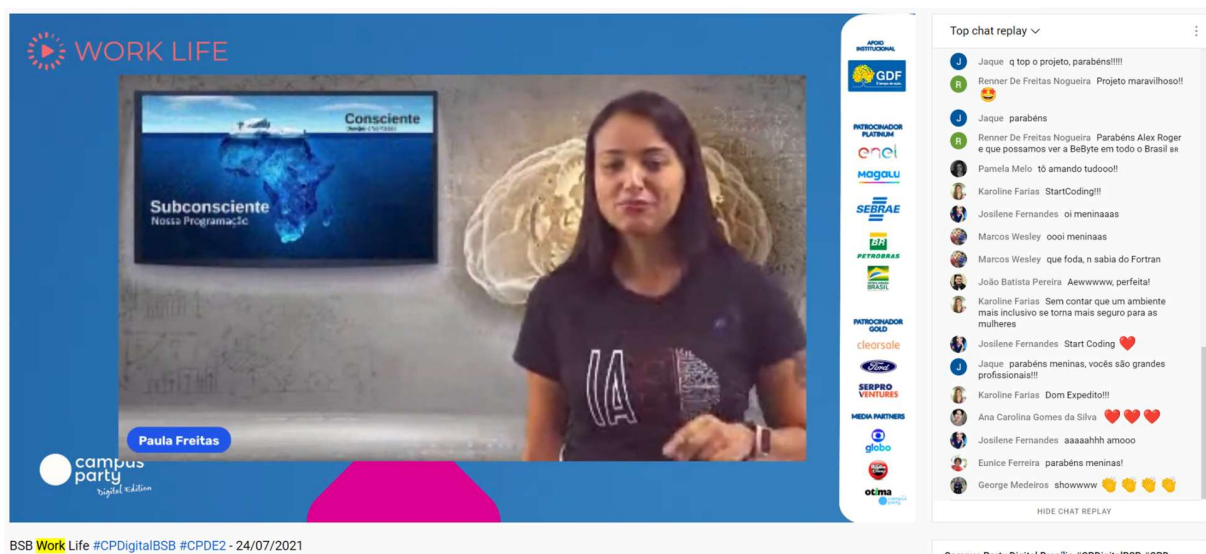 WORK LIFE
Consciente
Subconsciente
Nossa Programação
IA
Paula Freitas
campus
party
Digital Edition
APOIO
INSTITUCIONAL
GDF
PATROCINADOR
PLATINUM
enel
Magalu
SEBRAE
BR
PETROBRAS
BRASIL
PATROCINADOR
GOLD
clearsale
Ford
SERPRO
VENTURES
MEDIA PARTNERS
globo
otima
campus
party
Top chat replay
J Jaque q top o projeto, parabéns!!!!!
R Renner De Freitas Nogueira Projeto maravilhoso!!
🤩
J Jaque parabéns
R Renner De Freitas Nogueira Parabéns Alex Roger
e que possamos ver a BeByte em todo o Brasil BR
Pamela Melo tô amando tudooo!!
Karoline Farias StartCoding!!!
Josilene Fernandes oi meninaaas
Marcos Wesley oooi meninaas
Marcos Wesley que foda, n sabia do Fortran
João Batista Pereira Aewwwww, perfeita!
Karoline Farias Sem contar que um ambiente
mais inclusivo se torna mais seguro para as
mulheres
Josilene Fernandes Start Coding ❤️
J Jaque parabéns meninas, vocês são grandes
profissionais!!!
Karoline Farias Dom Expedito!!!
Ana Carolina Gomes da Silva ❤️❤️❤️
Josilene Fernandes aaaaahhh amooo
Eunice Ferreira parabéns meninas!
George Medeiros showwww 👏👏👏👏
HIDE CHAT REPLAY
BSB Work Life #CPDigitalBSB #CPDE2 - 24/07/2021